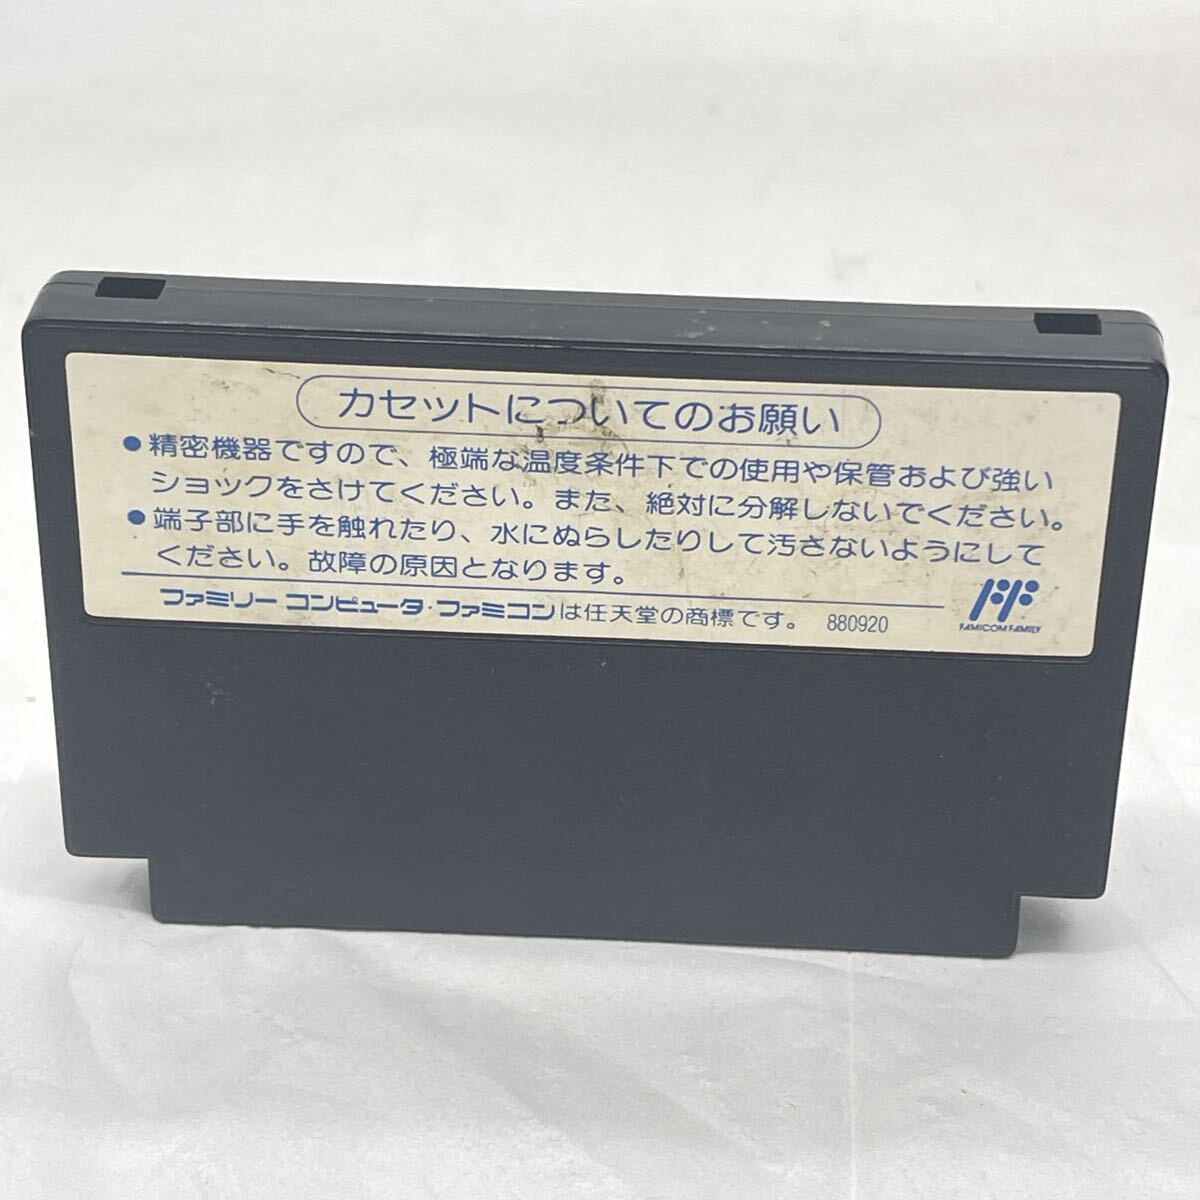 カセットについてのお願い
●精密機器ですので、極端な温度条件下での使用や保管および強い
ショックをさけてください。また、絶対に分解しないでください。
●端子部に手を触れたり、水にぬらしたりして汚さないようにして
ください。故障の原因となります。
ファミリー コンピュータ・ファミコンは任天堂の商標です。 880920
FAMICOM FAMILY